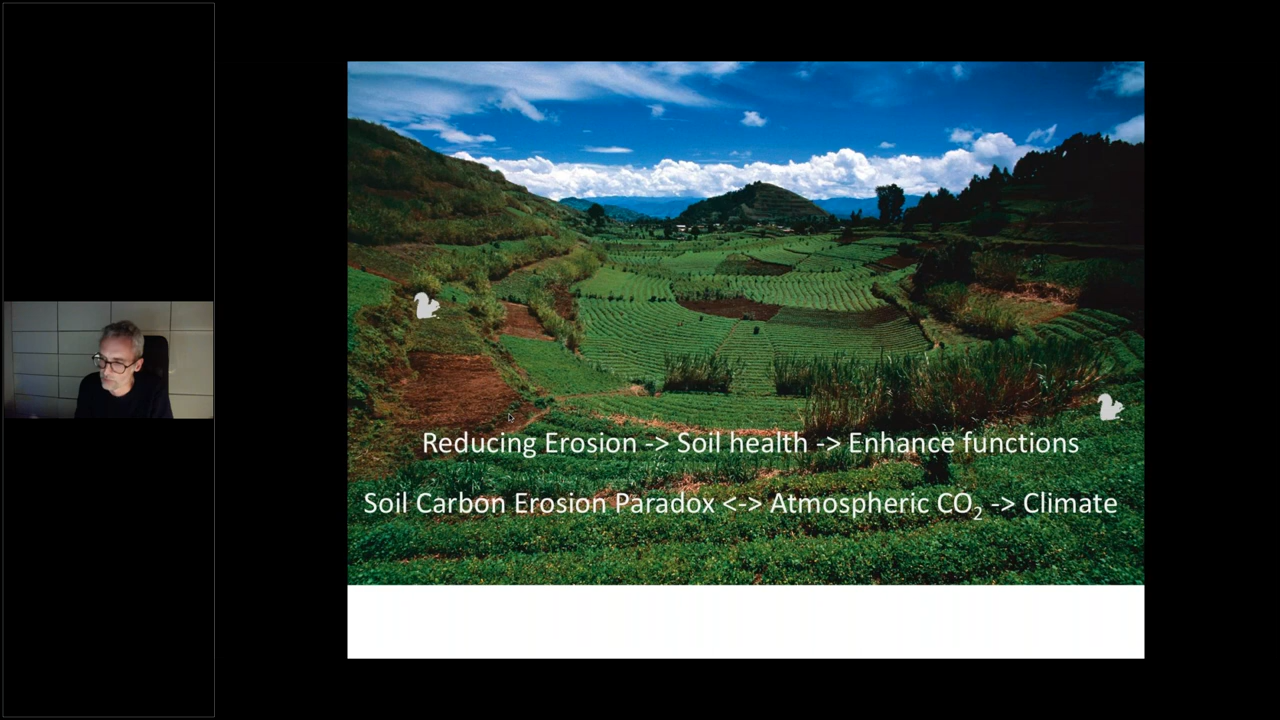 Reducing Erosion -> Soil health -> Enhance functions
Soil Carbon Erosion Paradox <-> Atmospheric CO₂ -> Climate